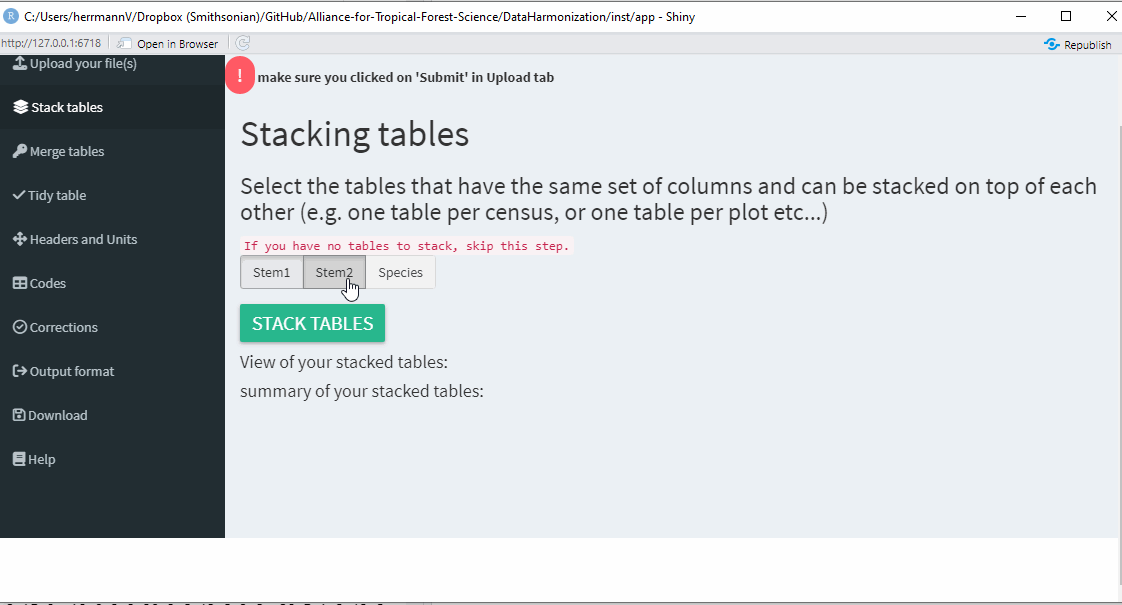 C:/Users/herrmannV/Dropbox (Smithsonian)/GitHub/Alliance-for-Tropical-Forest-Science/DataHarmonization/inst/app - Shiny
http://127.0.0.1:6718 Open in Browser Republish
Upload your file(s)
Stack tables
Merge tables
Tidy table
Headers and Units
Codes
Corrections
Output format
Download
Help
! make sure you clicked on 'Submit' in Upload tab
Stacking tables
Select the tables that have the same set of columns and can be stacked on top of each
other (e.g. one table per census, or one table per plot etc...)
If you have no tables to stack, skip this step.
Stem1 Stem2 Species
STACK TABLES
View of your stacked tables:
summary of your stacked tables: